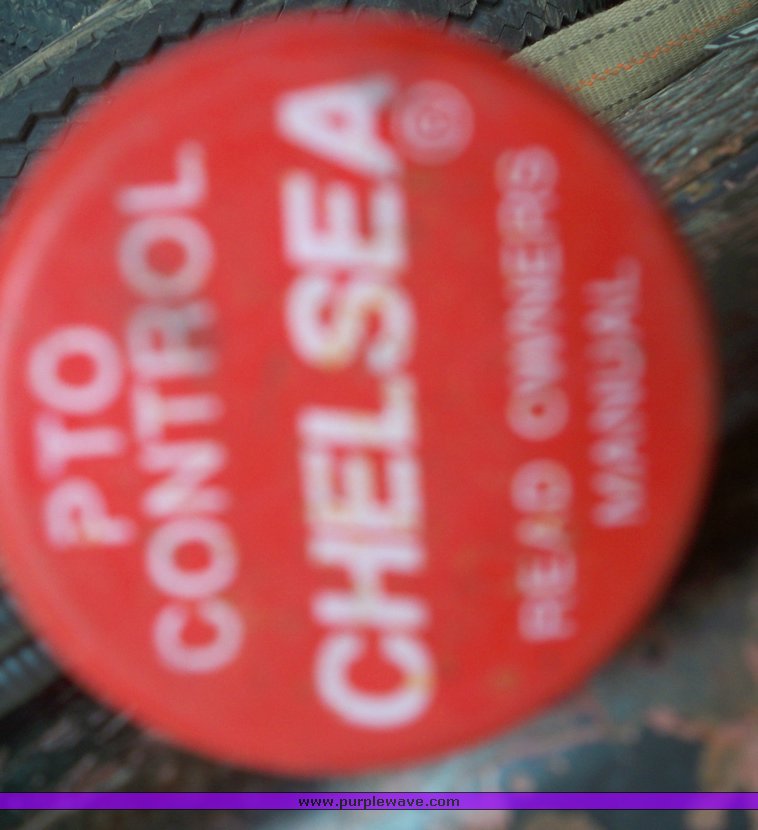 PTO
CONTROL
CHELSEA ©
READ OWNERS
MANUAL
www.purplewave.com